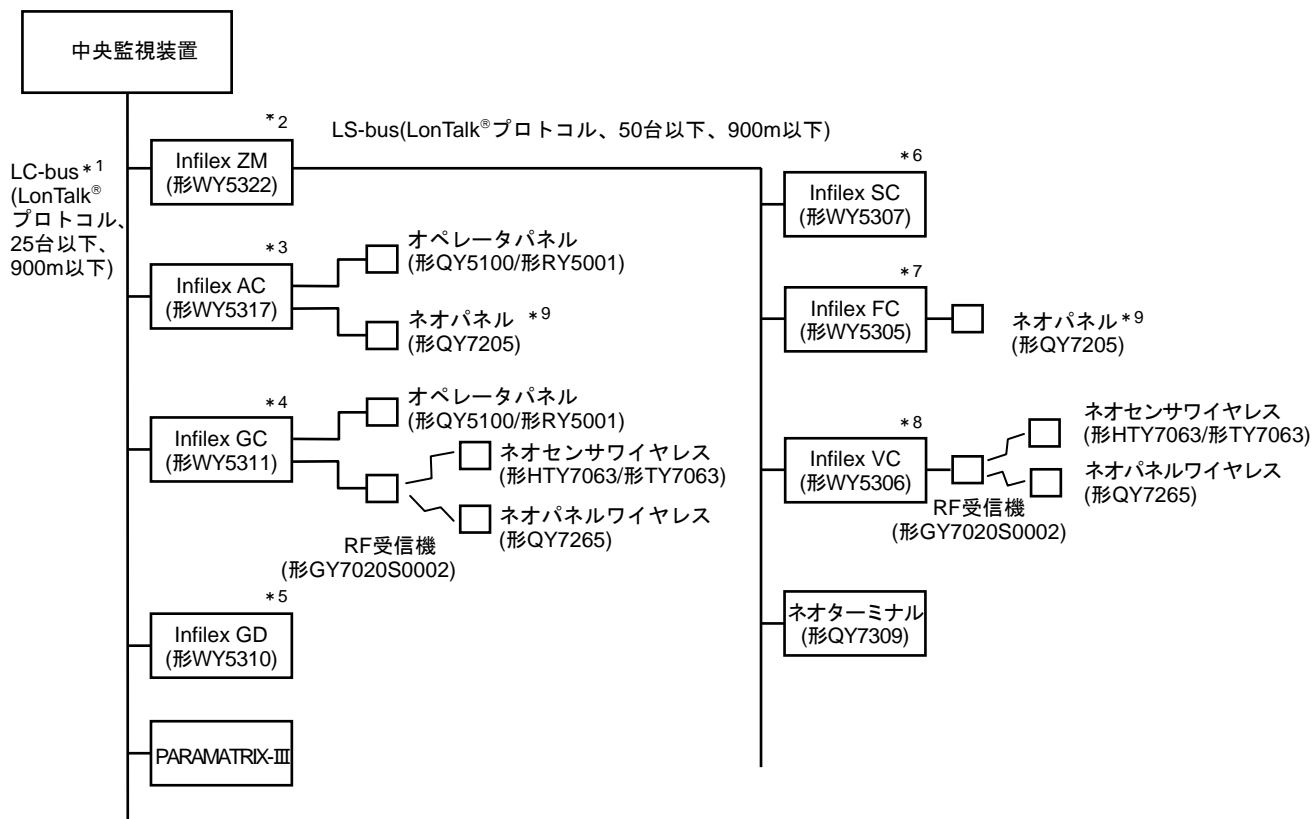 中央監視装置
LC-bus*1
(LonTalk®
プロトコル、
25台以下、
900m以下)
*2
Infilex ZM
(形WY5322)
LS-bus(LonTalk®プロトコル、50台以下、900m以下)
*3
Infilex AC
(形WY5317)
オペレータパネル
(形QY5100/形RY5001)
ネオパネル *9
(形QY7205)
*4
Infilex GC
(形WY5311)
オペレータパネル
(形QY5100/形RY5001)
ネオセンサワイヤレス
(形HTY7063/形TY7063)
ネオパネルワイヤレス
(形QY7265)
RF受信機
(形GY7020S0002)
*5
Infilex GD
(形WY5310)
PARAMATRIX-Ⅲ
*6
Infilex SC
(形WY5307)
*7
Infilex FC
(形WY5305)
ネオパネル*9
(形QY7205)
*8
Infilex VC
(形WY5306)
ネオセンサワイヤレス
(形HTY7063/形TY7063)
ネオパネルワイヤレス
(形QY7265)
RF受信機
(形GY7020S0002)
ネオターミナル
(形QY7309)